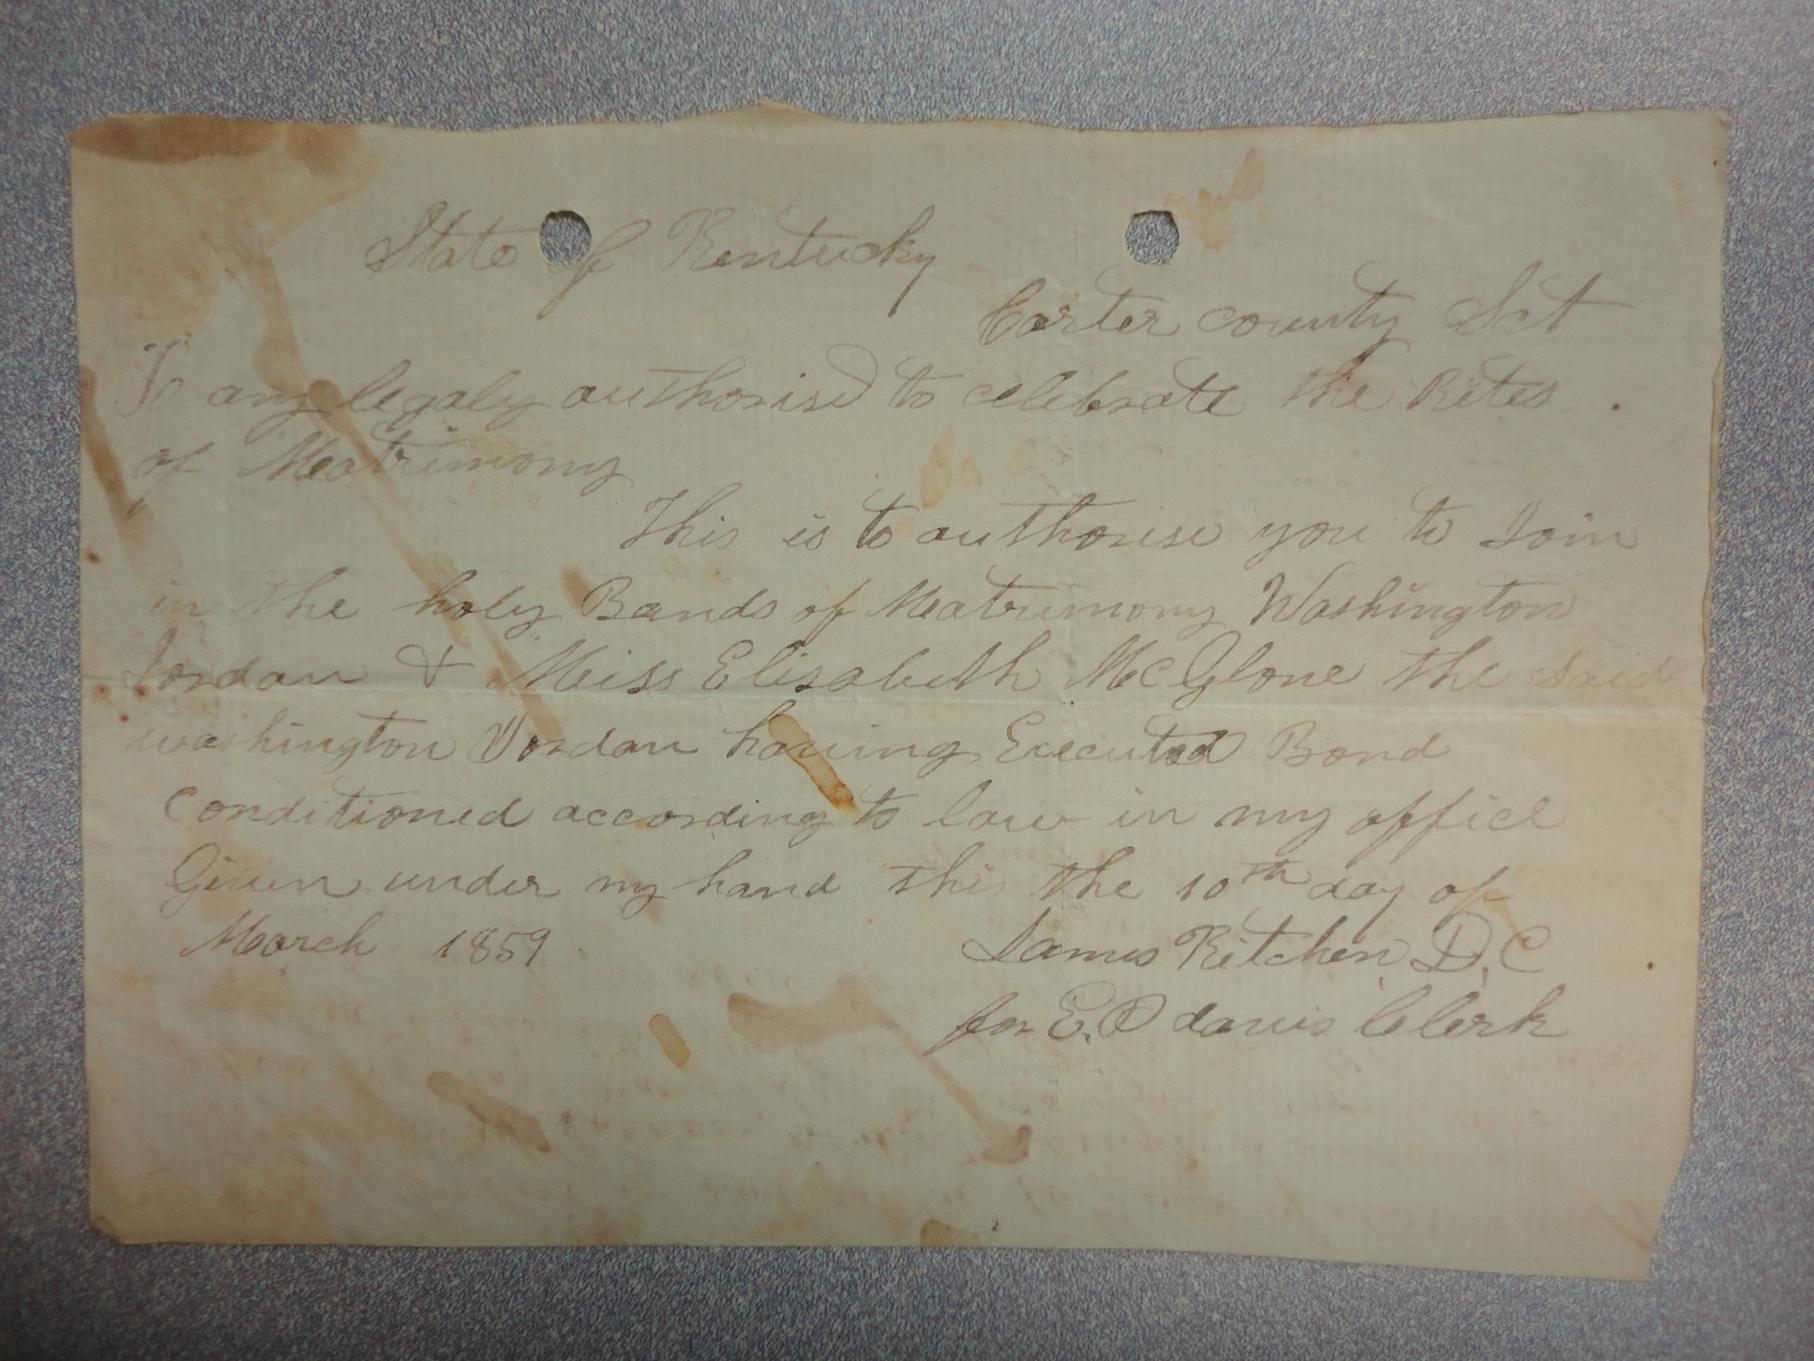 State of Kentucky
Carter county Sct
To any legaly authorised to celebrate the Rites
of Matrimony
This is to authorise you to Join
in the holy Bands of Matrimony Washington
Jordan & Miss Elisabeth McGlone the said
washington Jordan having Executed Bond
conditioned according to law in my office
Given under my hand this the 10th day of
March 1859
James Kitchen D, C
for E. D davis Clerk